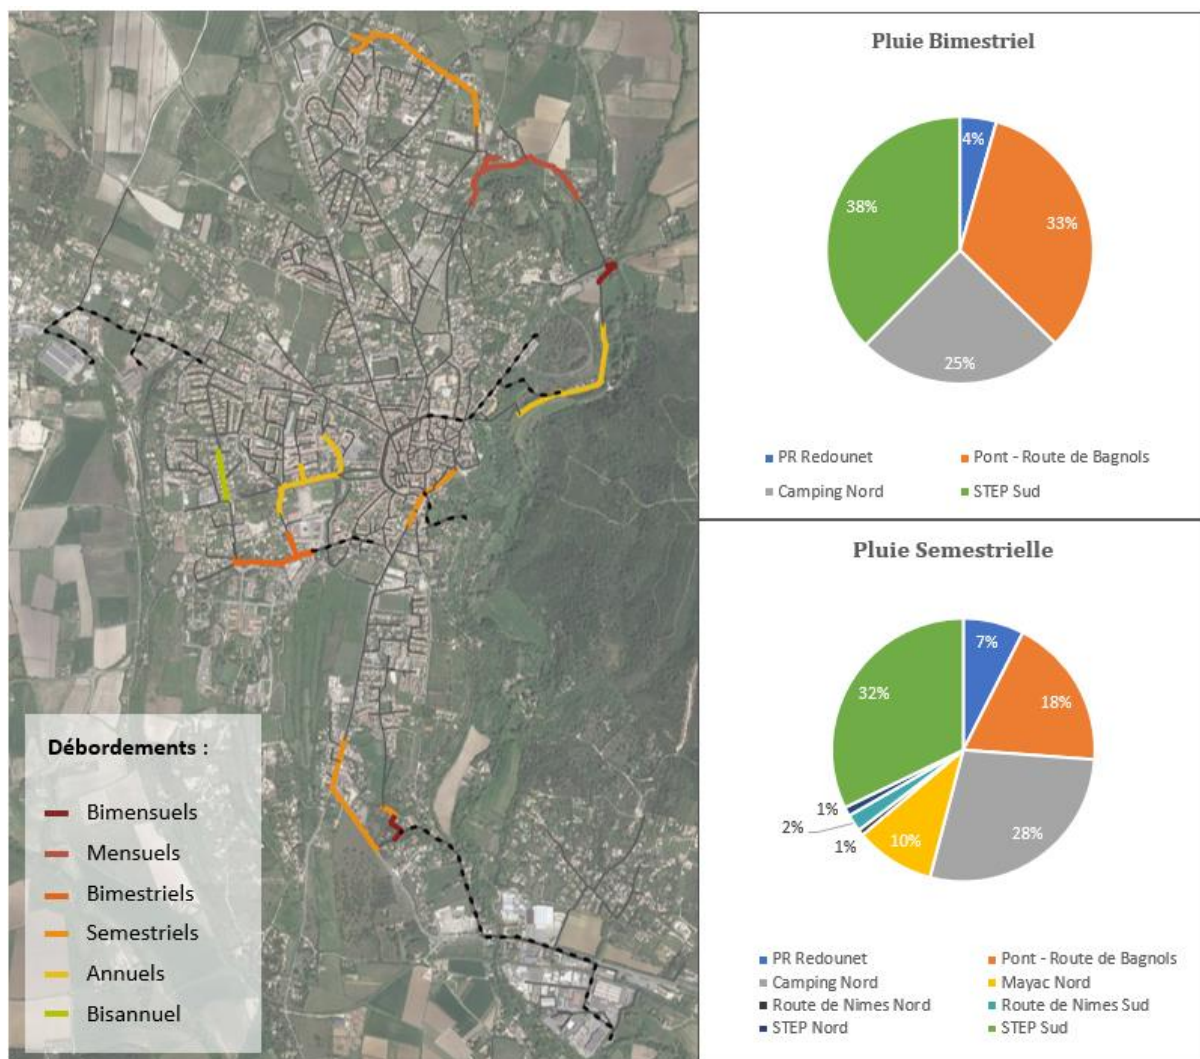 Débordements :
Bimensuels
Mensuels
Bimestriels
Semestriels
Annuels
Bisannuel
Pluie Bimestriel
4%
38%
33%
25%
PR Redounet
Pont - Route de Bagnols
Camping Nord
STEP Sud
Pluie Semestrielle
7%
32%
18%
1%
2%
1%
10%
28%
PR Redounet
Pont - Route de Bagnols
Camping Nord
Mayac Nord
Route de Nimes Nord
Route de Nimes Sud
STEP Nord
STEP Sud